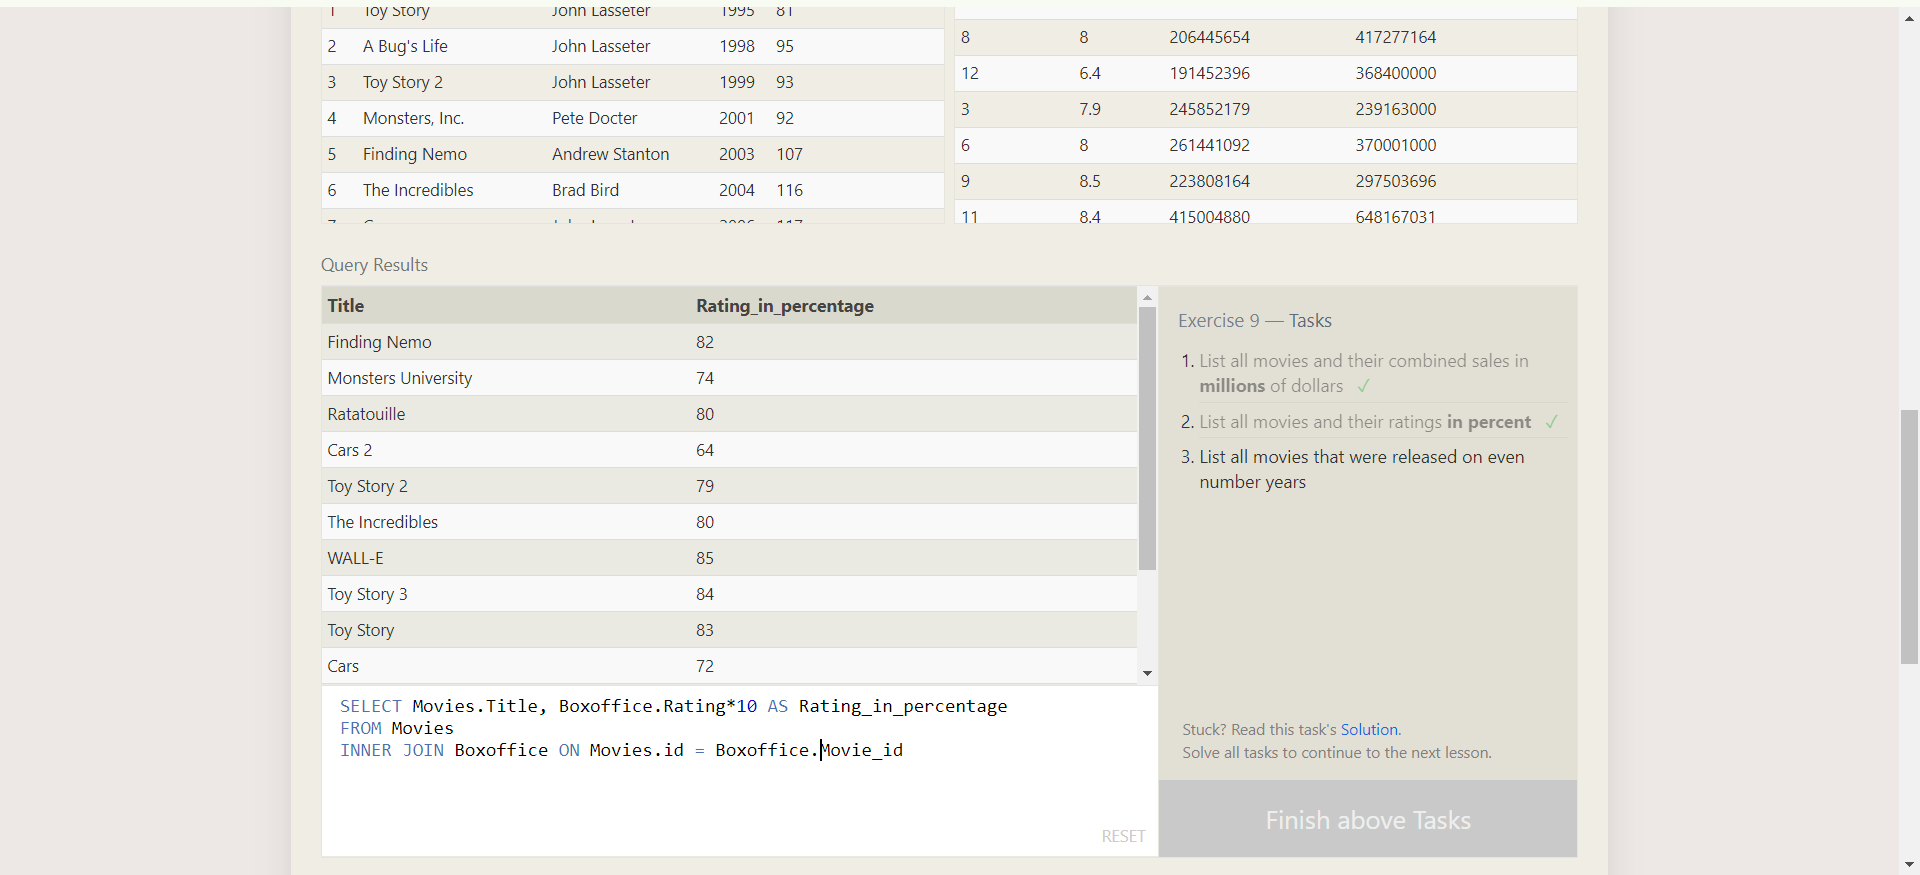 1 Toy Story John Lasseter 1995 81
2 A Bug's Life John Lasseter 1998 95
3 Toy Story 2 John Lasseter 1999 93
4 Monsters, Inc. Pete Docter 2001 92
5 Finding Nemo Andrew Stanton 2003 107
6 The Incredibles Brad Bird 2004 116
8 8 206445654 417277164
12 6.4 191452396 368400000
3 7.9 245852179 239163000
6 8 261441092 370001000
9 8.5 223808164 297503696
11 8.4 415004880 648167031
Query Results
Title Rating_in_percentage
Finding Nemo 82
Monsters University 74
Ratatouille 80
Cars 2 64
Toy Story 2 79
The Incredibles 80
WALL-E 85
Toy Story 3 84
Toy Story 83
Cars 72
SELECT Movies.Title, Boxoffice.Rating*10 AS Rating_in_percentage
FROM Movies
INNER JOIN Boxoffice ON Movies.id = Boxoffice.Movie_id
RESET
Exercise 9 — Tasks
1. List all movies and their combined sales in
millions of dollars ✓
2. List all movies and their ratings in percent ✓
3. List all movies that were released on even
number years
Stuck? Read this task's Solution.
Solve all tasks to continue to the next lesson.
Finish above Tasks